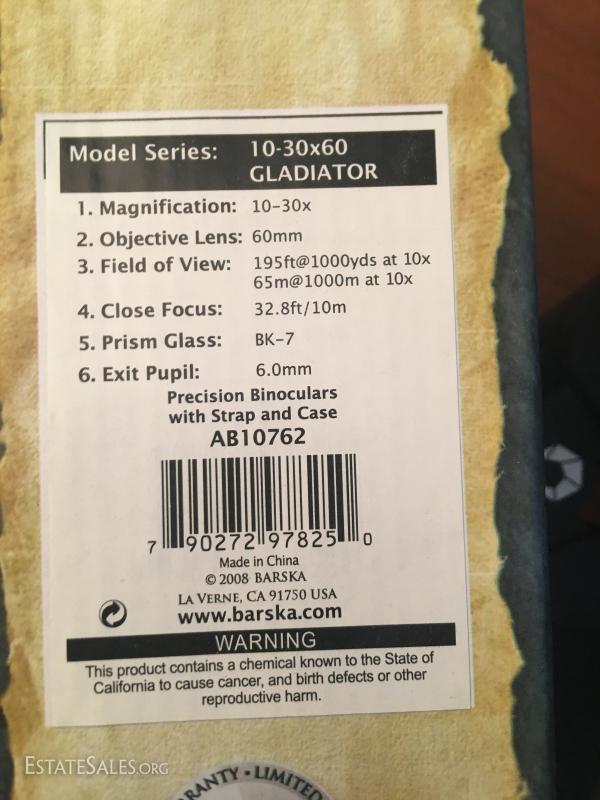 Model Series: 10-30x60
GLADIATOR
1. Magnification: 10-30x
2. Objective Lens: 60mm
3. Field of View: 195ft@1000yds at 10x
65m@1000m at 10x
4. Close Focus: 32.8ft/10m
5. Prism Glass: BK-7
6. Exit Pupil: 6.0mm
Precision Binoculars
with Strap and Case
AB10762
7 90272 97825 0
Made in China
© 2008 BARSKA
LA VERNE, CA 91750 USA
www.barska.com
WARNING
This product contains a chemical known to the State of
California to cause cancer, and birth defects or other
reproductive harm.
ESTATESALES.ORG
LIMITED